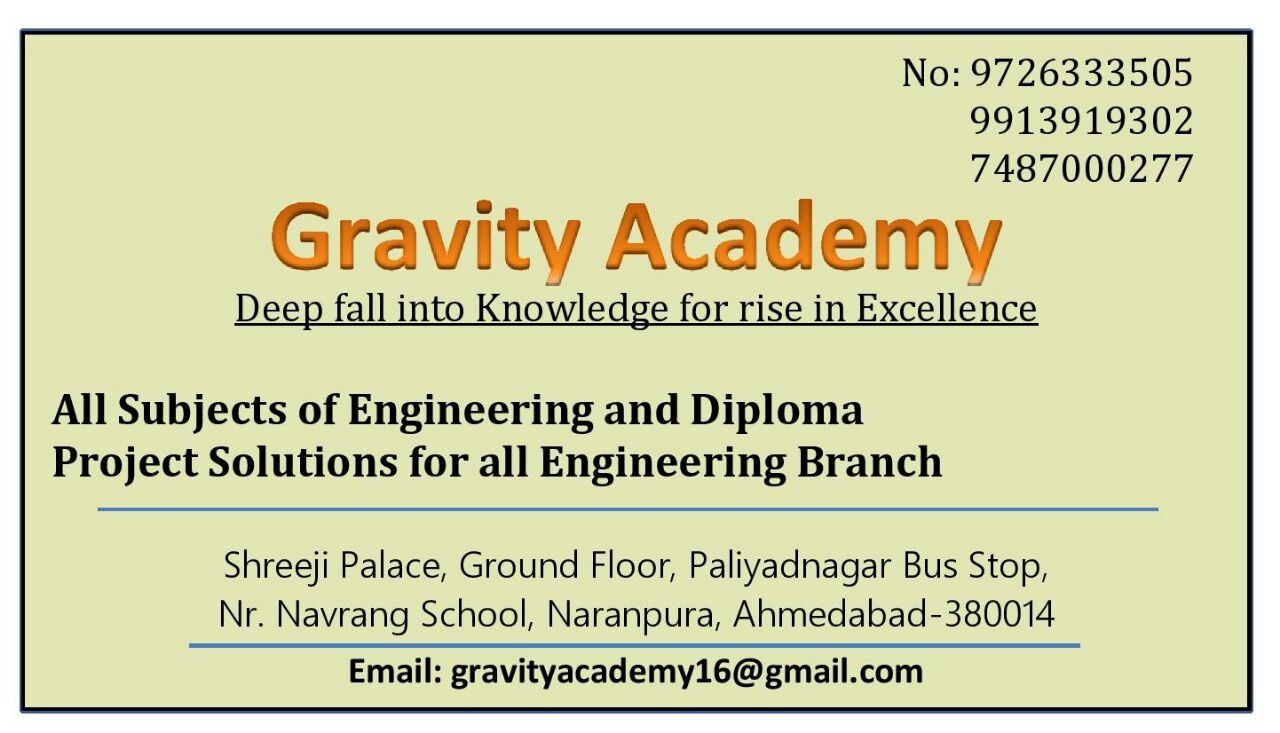 No: 9726333505
9913919302
7487000277
Gravity Academy
Deep fall into Knowledge for rise in Excellence
All Subjects of Engineering and Diploma
Project Solutions for all Engineering Branch
Shreeji Palace, Ground Floor, Paliyadnagar Bus Stop,
Nr. Navrang School, Naranpura, Ahmedabad-380014
Email: gravityacademy16@gmail.com